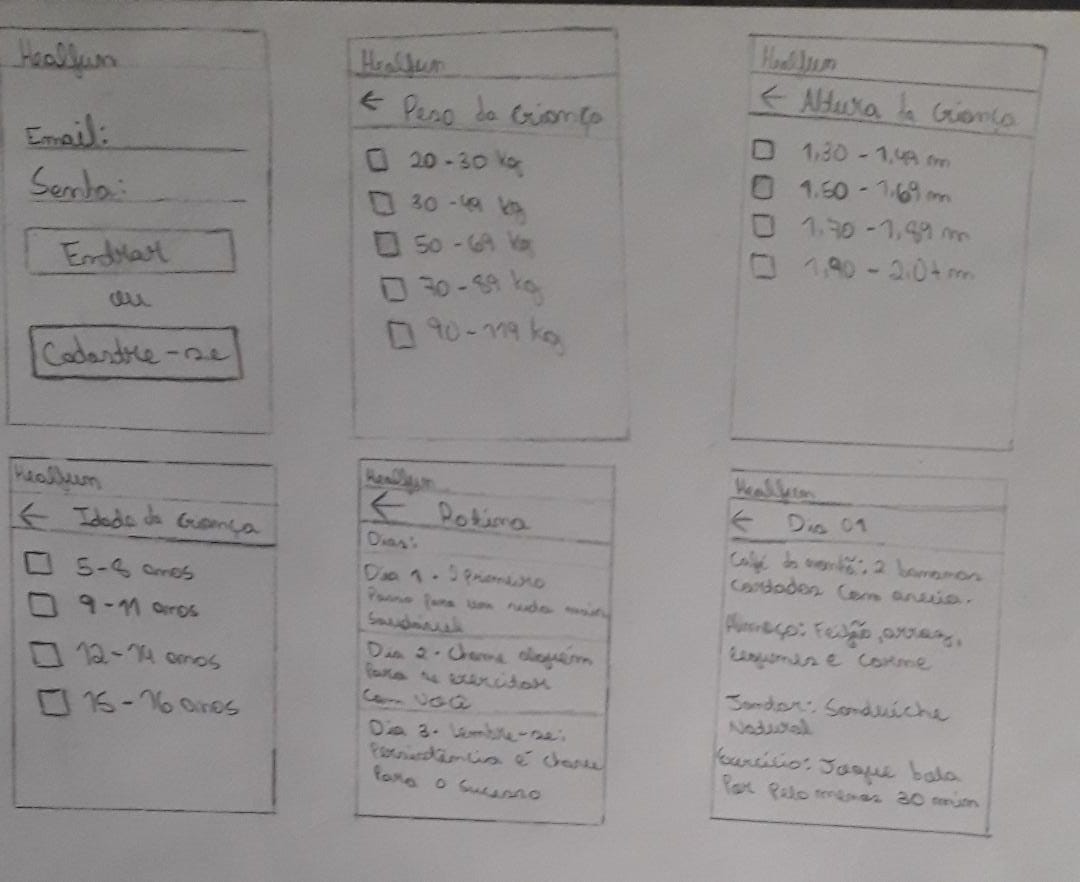 Healfun
Email:
Senha:
Entrar
ou
Cadastre-se
Healfun
← Peso da Criança
20-30 kg
30-49 kg
50-69 kg
70-89 kg
90-119 kg
Healfun
← Altura da Criança
1,30 - 1,49 m
1,50 - 1,69 m
1,70 - 1,89 m
1,90 - 2,0+ m
Healfun
← Idade da Criança
5-8 anos
9-11 anos
12-14 anos
15-16 anos
Healfun
← Rotina
Dias:
Dia 1 - O primeiro
Passo para um mais
Saudável
Dia 2 - Chame alguém
Para se exercitar
Com você
Dia 3 - Lembre-se:
Persistência é chave
Para o sucesso
Healfun
← Dia 01
Café da manhã: 2 bananas
Cortadas com aveia.
Almoço: Feijão, arroz,
legumes e carne
Jantar: Sanduíche
Natural
Exercício: Jogue bola
Por pelo menos 30 min